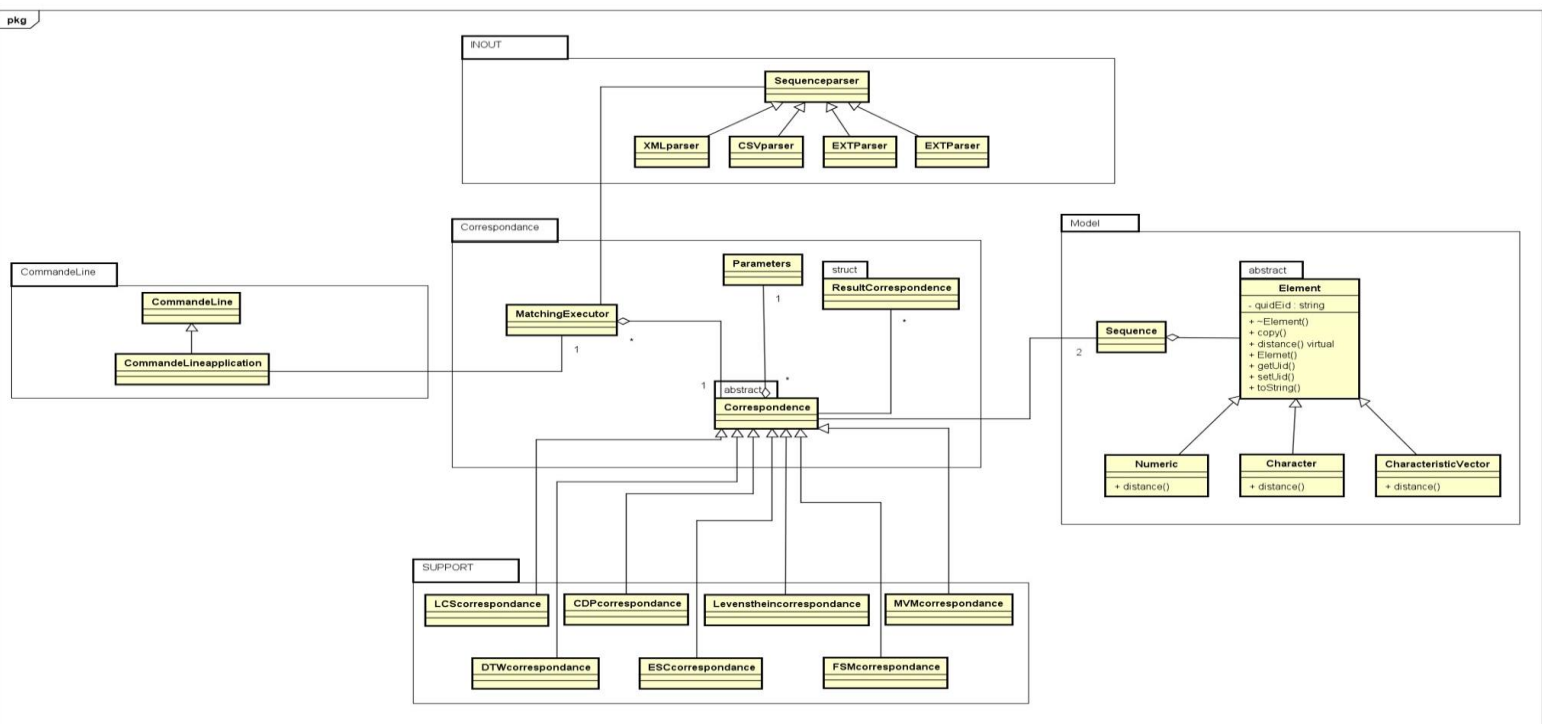 pkg
INOUT
Sequenceparser
XMLparser
CSVparser
EXTParser
EXTParser
Correspondance
Parameters
struct
ResultCorrespondence
MatchingExecutor
1
*
1
*
1
*
abstract
Correspondence
CommandeLine
CommandeLine
CommandeLineapplication
Model
abstract
Element
- quidEid : string
+ ~Element()
+ copy()
+ distance() virtual
+ Elemet()
+ getUid()
+ setUid()
+ toString()
Sequence
2
Numeric
+ distance()
Character
+ distance()
CharacteristicVector
+ distance()
SUPPORT
LCScorrespondance
CDPcorrespondance
Levenstheincorrespondance
MVMcorrespondance
DTWcorrespondance
ESCcorrespondance
FSMcorrespondance